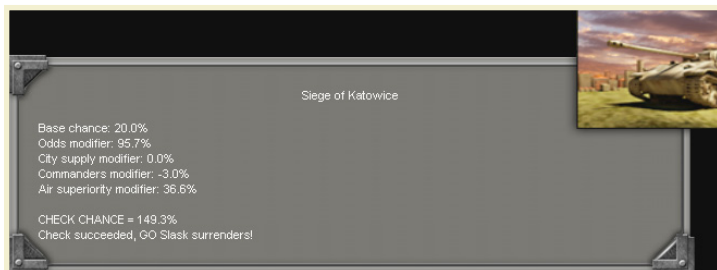 Siege of Katowice
Base chance: 20.0%
Odds modifier: 95.7%
City supply modifier: 0.0%
Commanders modifier: -3.0%
Air superiority modifier: 36.6%
CHECK CHANCE = 149.3%
Check succeeded, GO Slask surrenders!